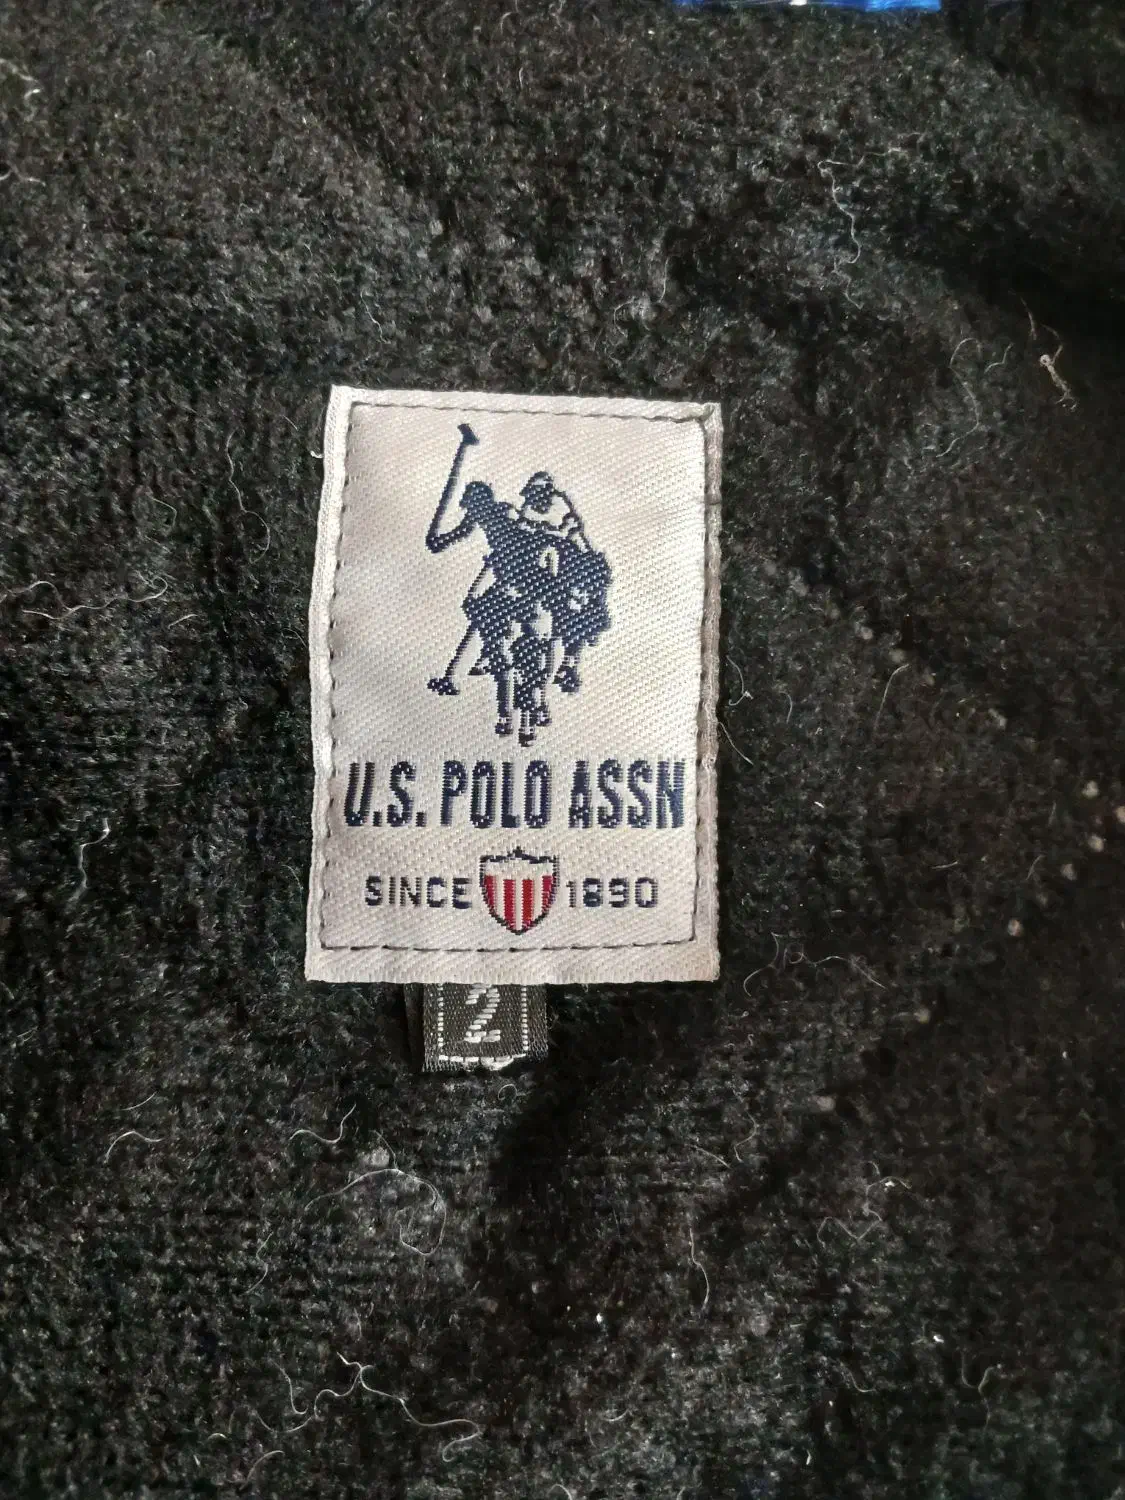 U.S. POLO ASSN
SINCE 1890
2